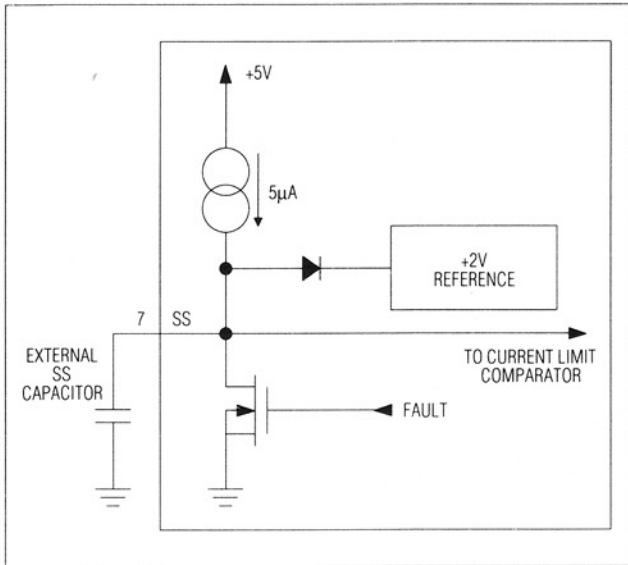 +5V
5µA
+2V
REFERENCE
7 SS
EXTERNAL
SS
CAPACITOR
TO CURRENT LIMIT
COMPARATOR
FAULT